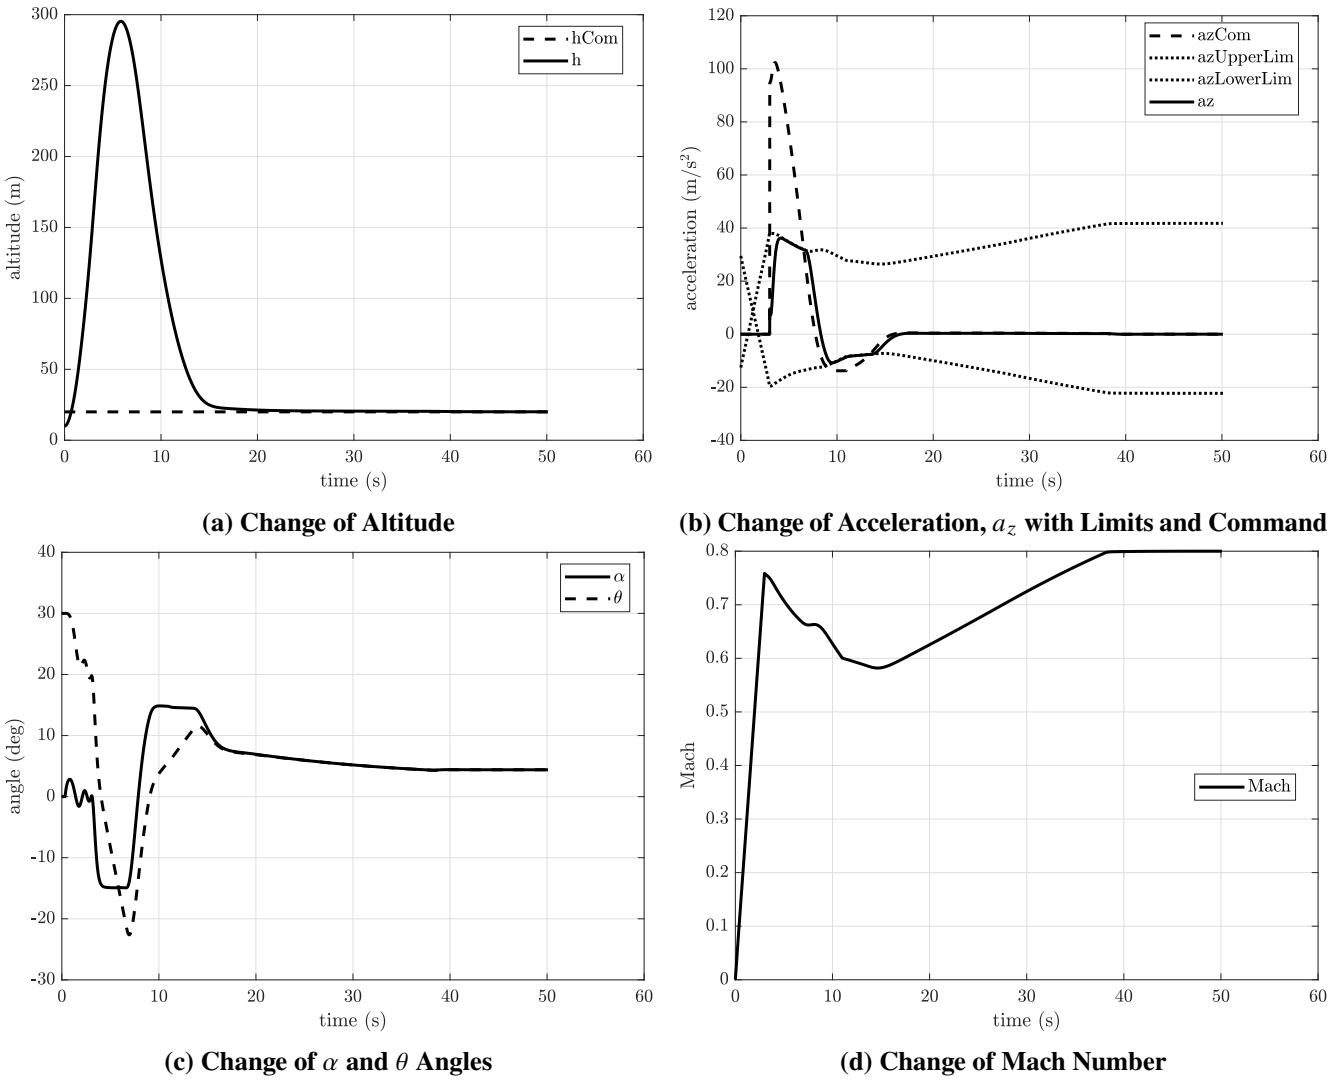 300
250
200
150
100
50
0
altitude (m)
hCom
h
0 10 20 30 40 50 60
time (s)
(a) Change of Altitude
120
100
80
60
40
20
0
-20
-40
acceleration (m/s²)
azCom
azUpperLim
azLowerLim
az
0 10 20 30 40 50 60
time (s)
(b) Change of Acceleration, a_z with Limits and Command
40
30
20
10
0
-10
-20
-30
angle (deg)
α
θ
0 10 20 30 40 50 60
time (s)
(c) Change of α and θ Angles
0.8
0.7
0.6
0.5
0.4
0.3
0.2
0.1
0
Mach
Mach
0 10 20 30 40 50 60
time (s)
(d) Change of Mach Number